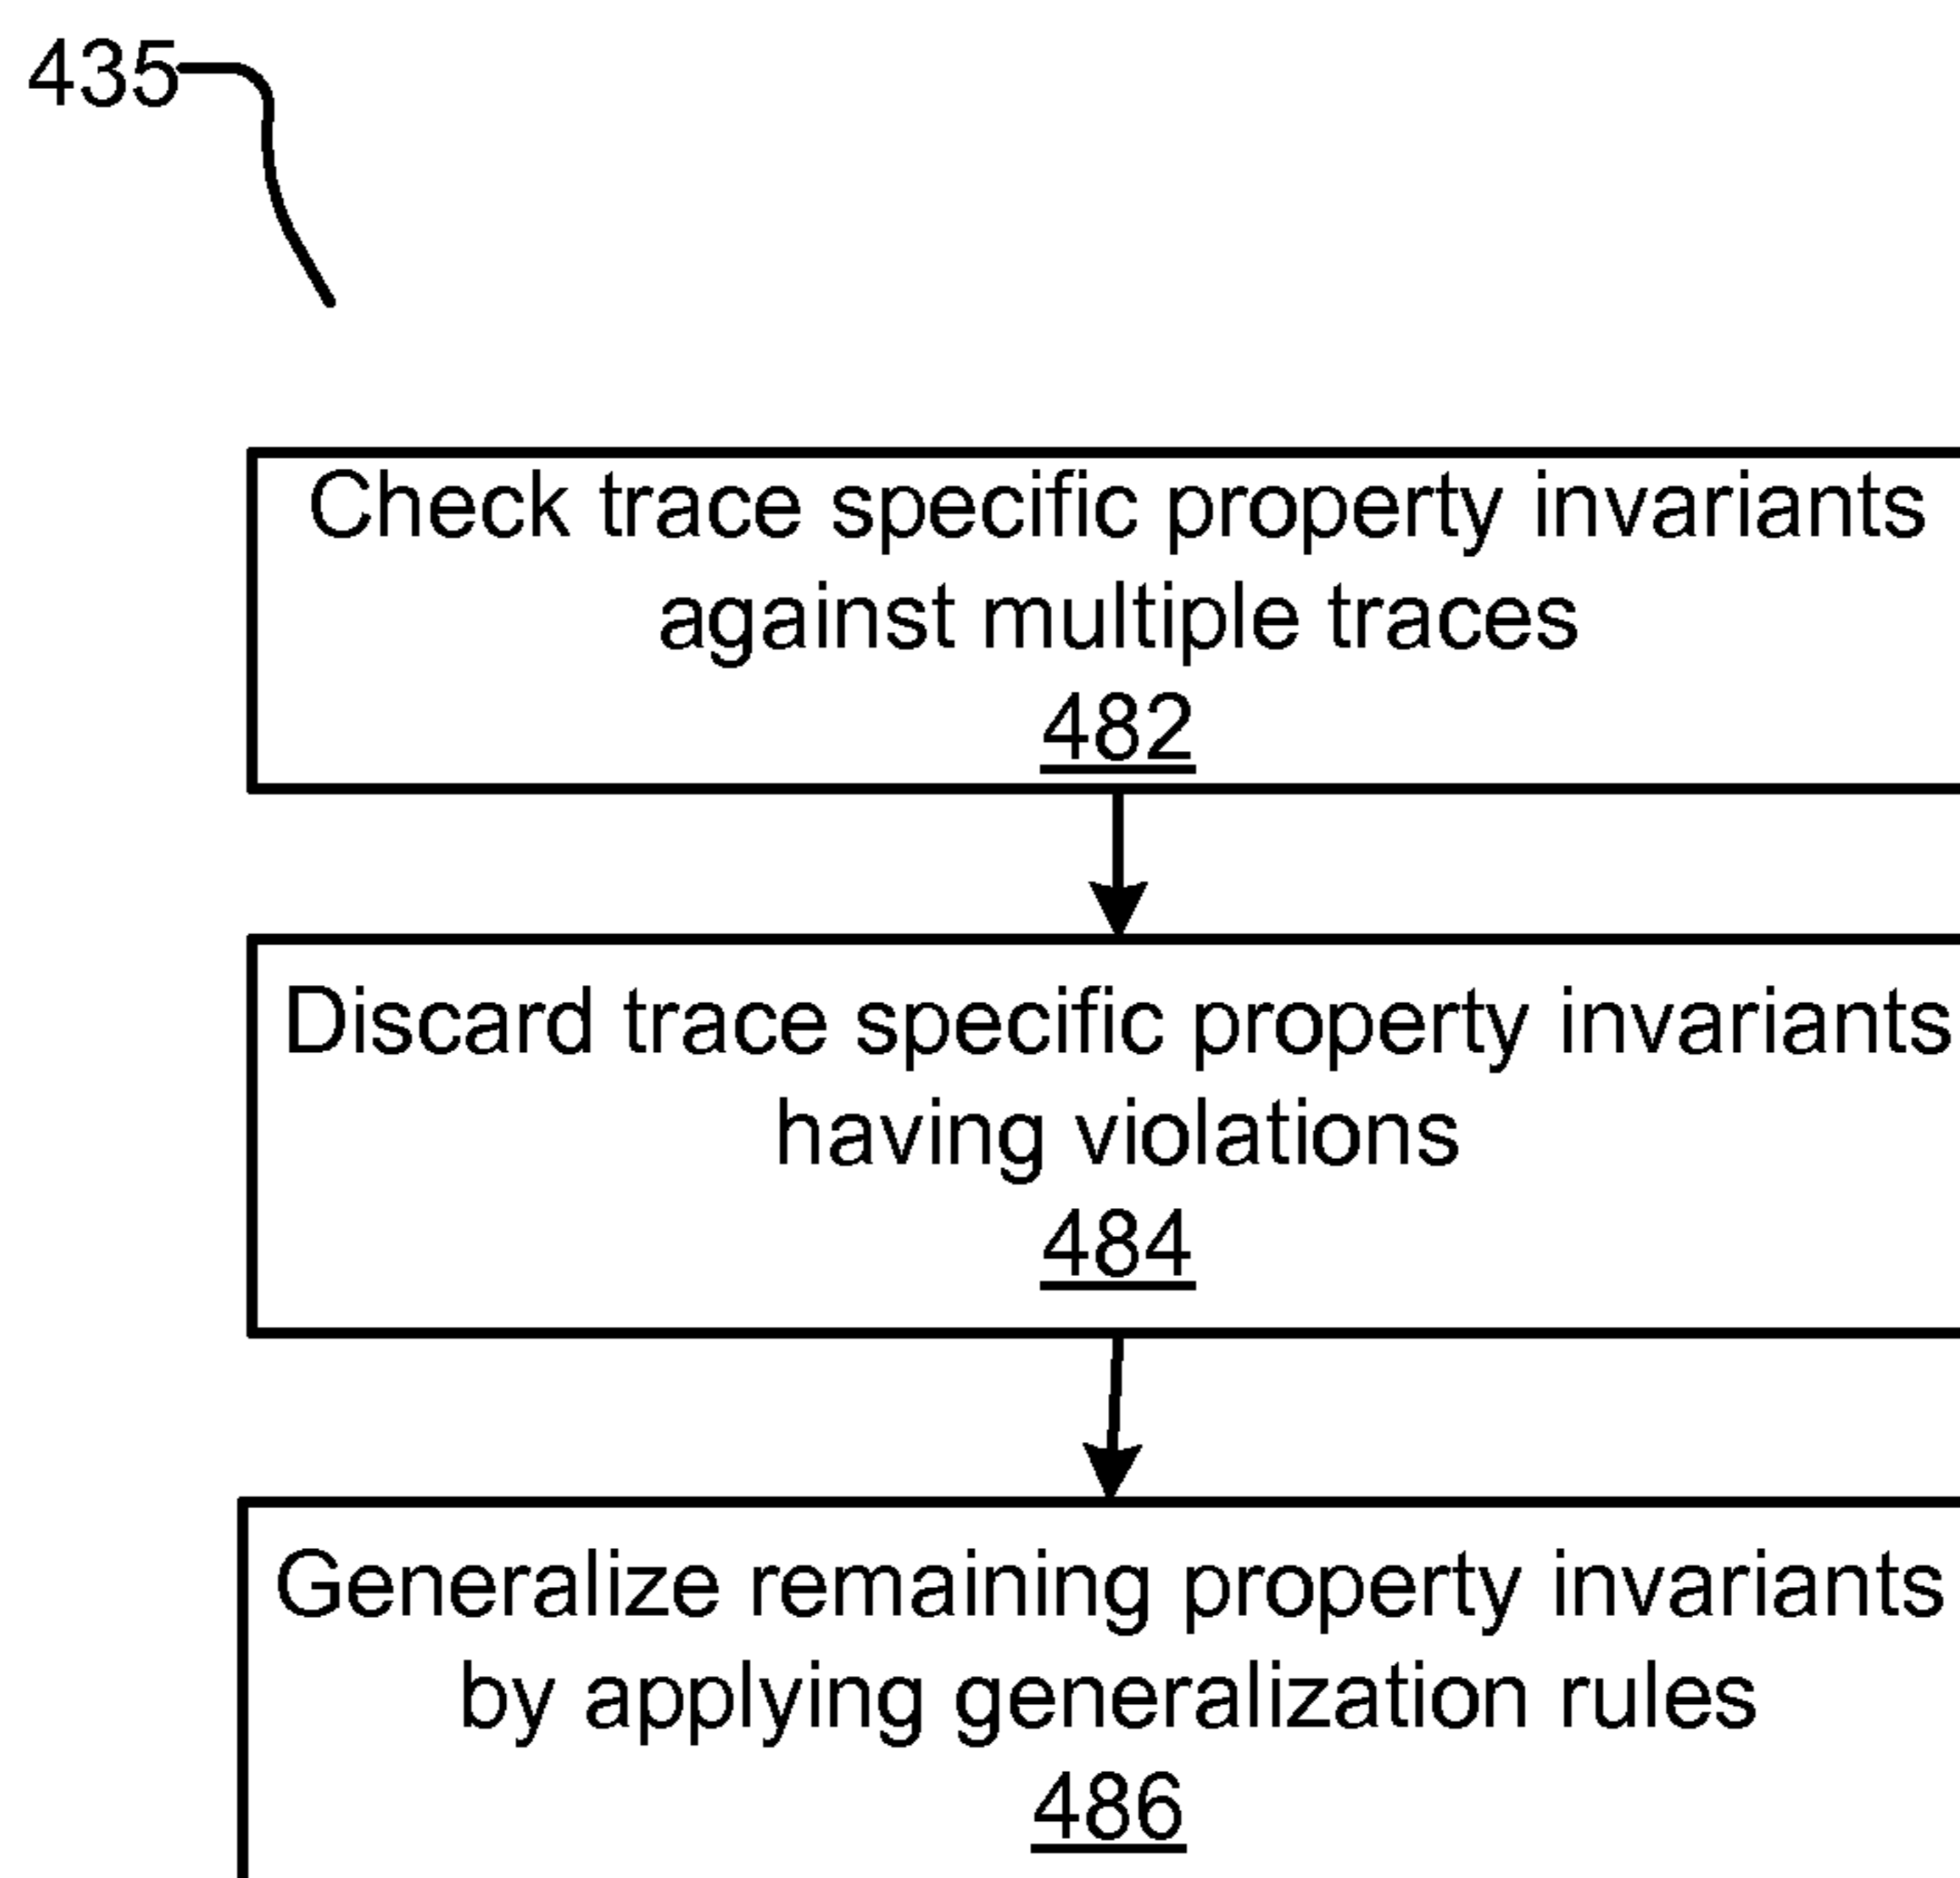 435
Check trace specific property invariants
against multiple traces
482
Discard trace specific property invariants
having violations
484
Generalize remaining property invariants
by applying generalization rules
486